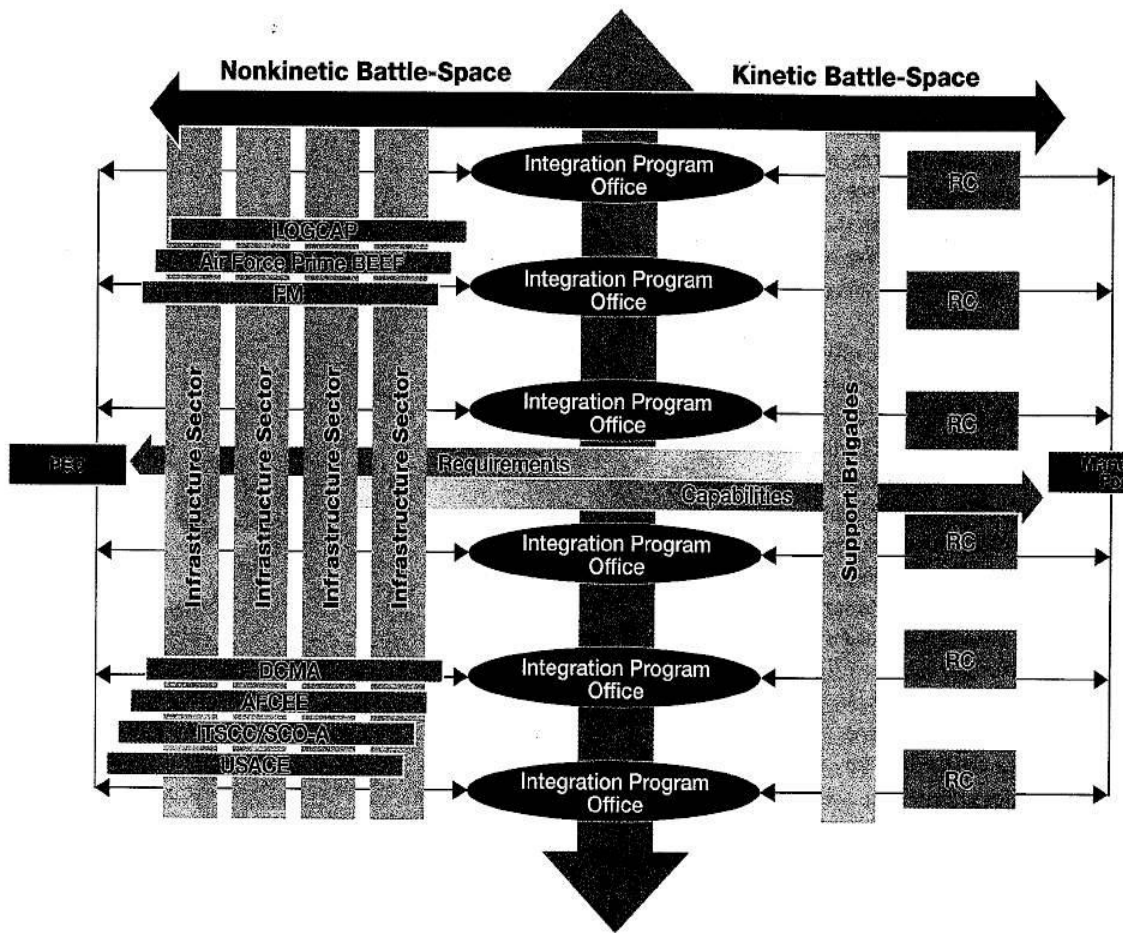 Nonkinetic Battle-Space
Kinetic Battle-Space
Integration Program
Office
RC
LOGCAP
Air Force Prime BEEF
FM
Integration Program
Office
RC
Integration Program
Office
RC
Infrastructure Sector
Infrastructure Sector
Infrastructure Sector
Infrastructure Sector
Support Brigades
Requirements
Capabilities
Integration Program
Office
RC
DCMA
AFCEE
ITSCC/SCO-A
USACE
Integration Program
Office
RC
Integration Program
Office
RC